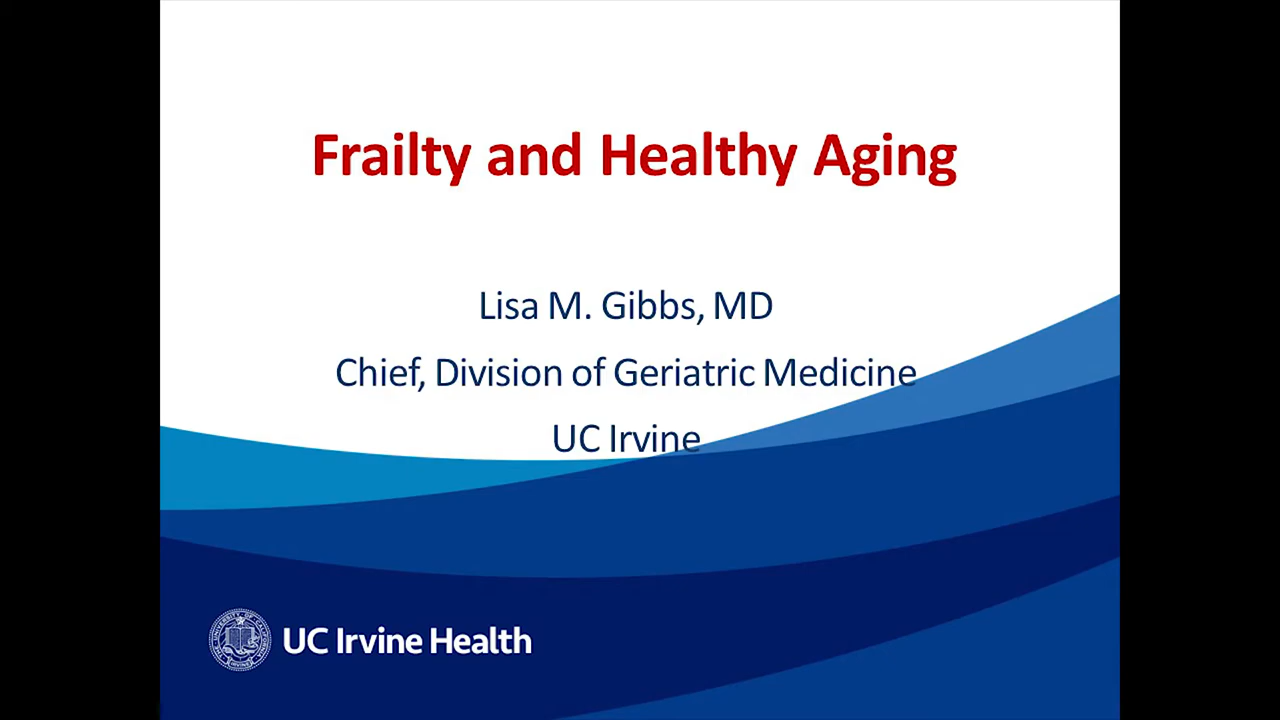 Frailty and Healthy Aging
Lisa M. Gibbs, MD
Chief, Division of Geriatric Medicine
UC Irvine
UC Irvine Health